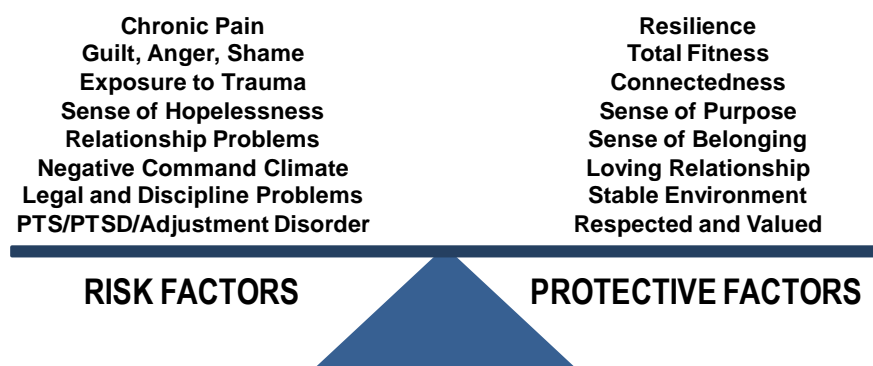 Chronic Pain
Guilt, Anger, Shame
Exposure to Trauma
Sense of Hopelessness
Relationship Problems
Negative Command Climate
Legal and Discipline Problems
PTS/PTSD/Adjustment Disorder
RISK FACTORS
Resilience
Total Fitness
Connectedness
Sense of Purpose
Sense of Belonging
Loving Relationship
Stable Environment
Respected and Valued
PROTECTIVE FACTORS